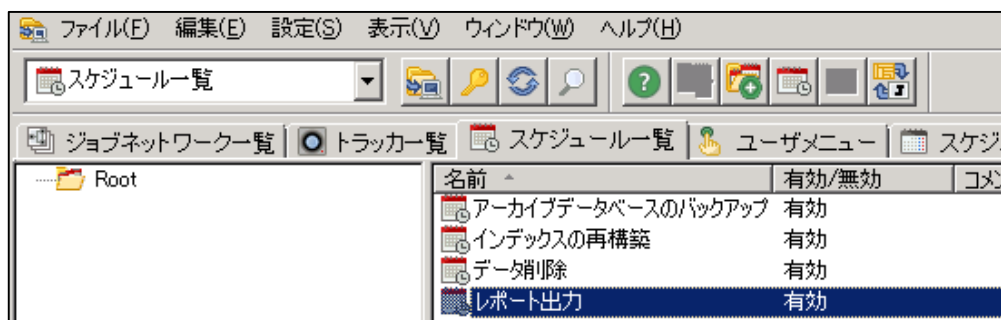 ファイル(F) 編集(E) 設定(S) 表示(V) ウィンドウ(W) ヘルプ(H)
スケジュール一覧
ジョブネットワーク一覧 トラッカ一覧 スケジュール一覧 ユーザメニュー スケジ
Root
名前 有効/無効 コメン
アーカイブデータベースのバックアップ 有効
インデックスの再構築 有効
データ削除 有効
レポート出力 有効